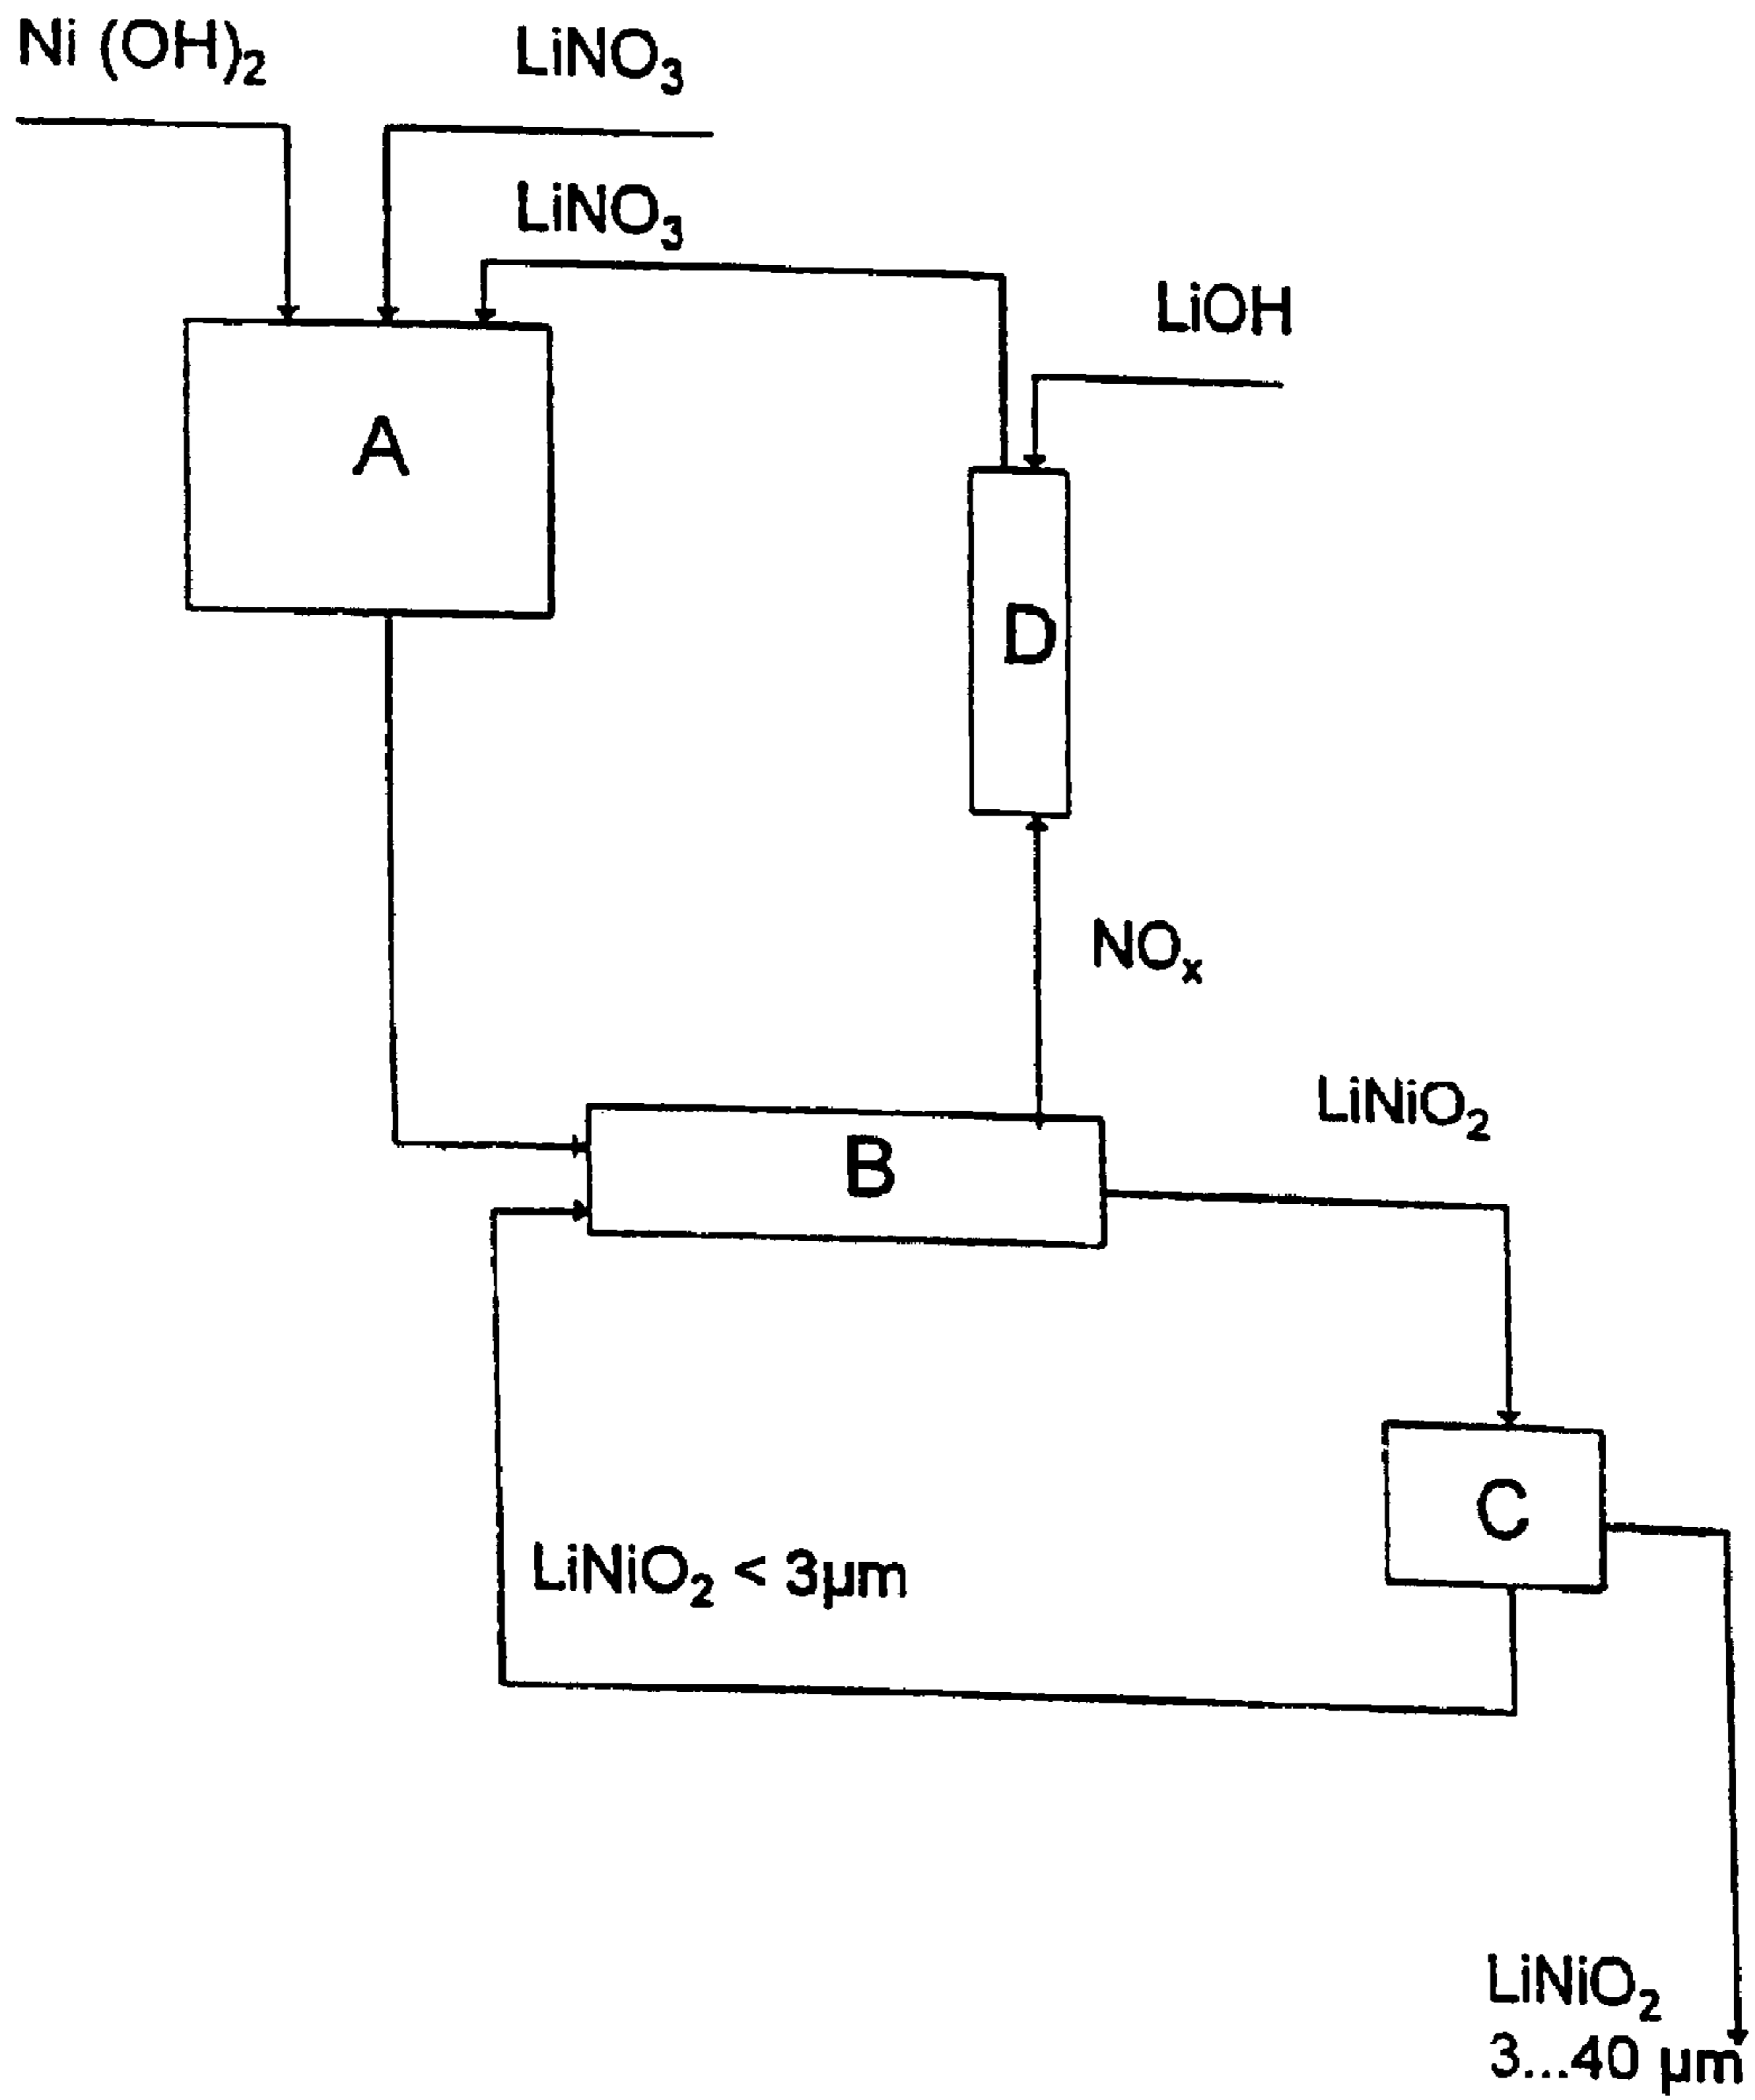 Ni (OH)₂
LiNO₃
LiNO₃
LiOH
A
D
NOₓ
LiNiO₂
B
C
LiNiO₂ < 3µm
LiNiO₂
3...40 µm